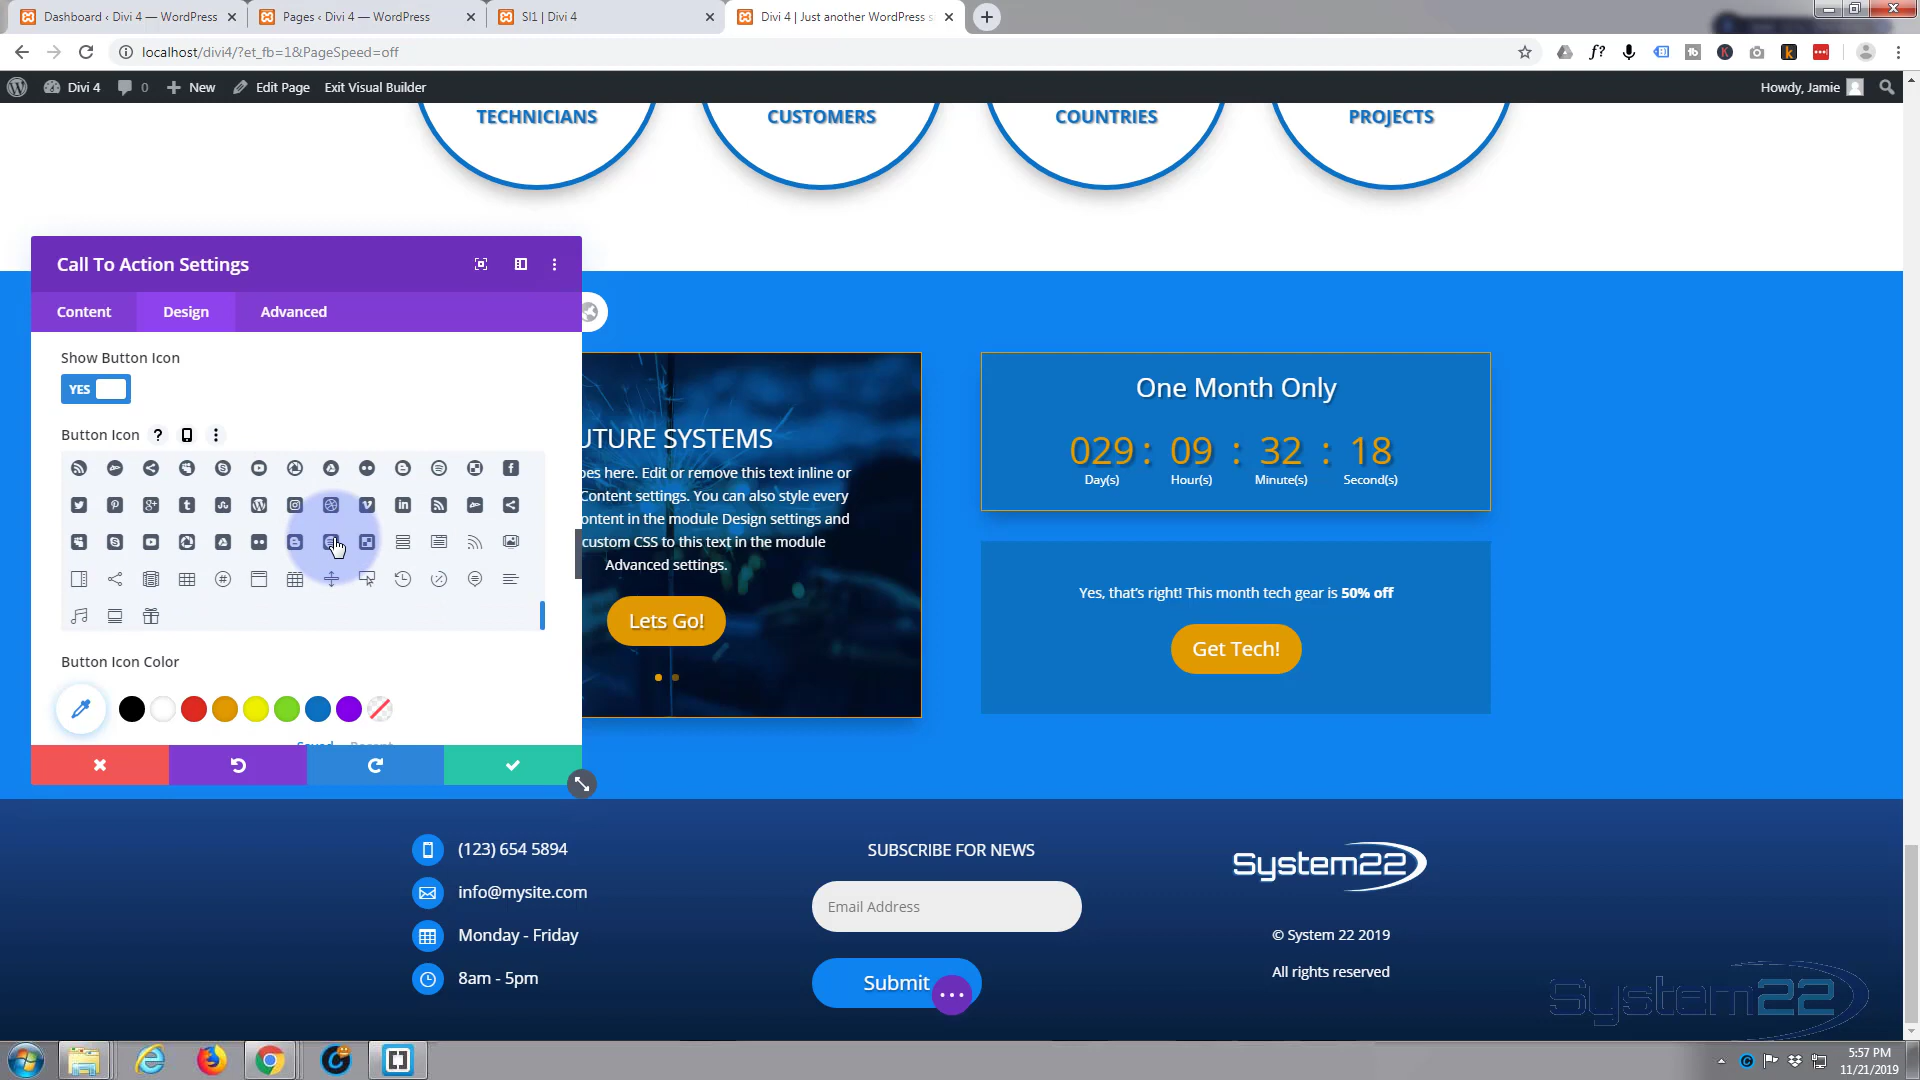 Dashboard ‹ Divi 4 — WordPress
Pages ‹ Divi 4 — WordPress
SI1 | Divi 4
Divi 4 | Just another WordPress s
localhost/divi4/?et_fb=1&PageSpeed=off
Divi 4
0
New
Edit Page
Exit Visual Builder
Howdy, Jamie
TECHNICIANS
CUSTOMERS
COUNTRIES
PROJECTS
Call To Action Settings
Content
Design
Advanced
Show Button Icon
YES
Button Icon
Button Icon Color
Saved
Recent
UTURE SYSTEMS
oes here. Edit or remove this text inline or
Content settings. You can also style every
ontent in the module Design settings and
custom CSS to this text in the module
Advanced settings.
Lets Go!
One Month Only
029 : 09 : 32 : 18
Day(s) Hour(s) Minute(s) Second(s)
Yes, that's right! This month tech gear is 50% off
Get Tech!
(123) 654 5894
info@mysite.com
Monday - Friday
8am - 5pm
SUBSCRIBE FOR NEWS
Email Address
Submit
System22
© System 22 2019
All rights reserved
System22
5:57 PM
11/21/2019